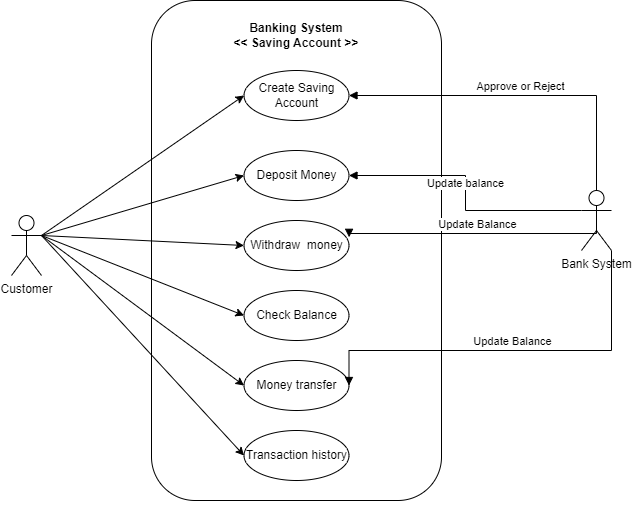 Banking System
<< Saving Account >>
Create Saving
Account
Approve or Reject
Deposit Money
Update balance
Withdraw  money
Update Balance
Bank System
Customer
Check Balance
Update Balance
Money transfer
Transaction history